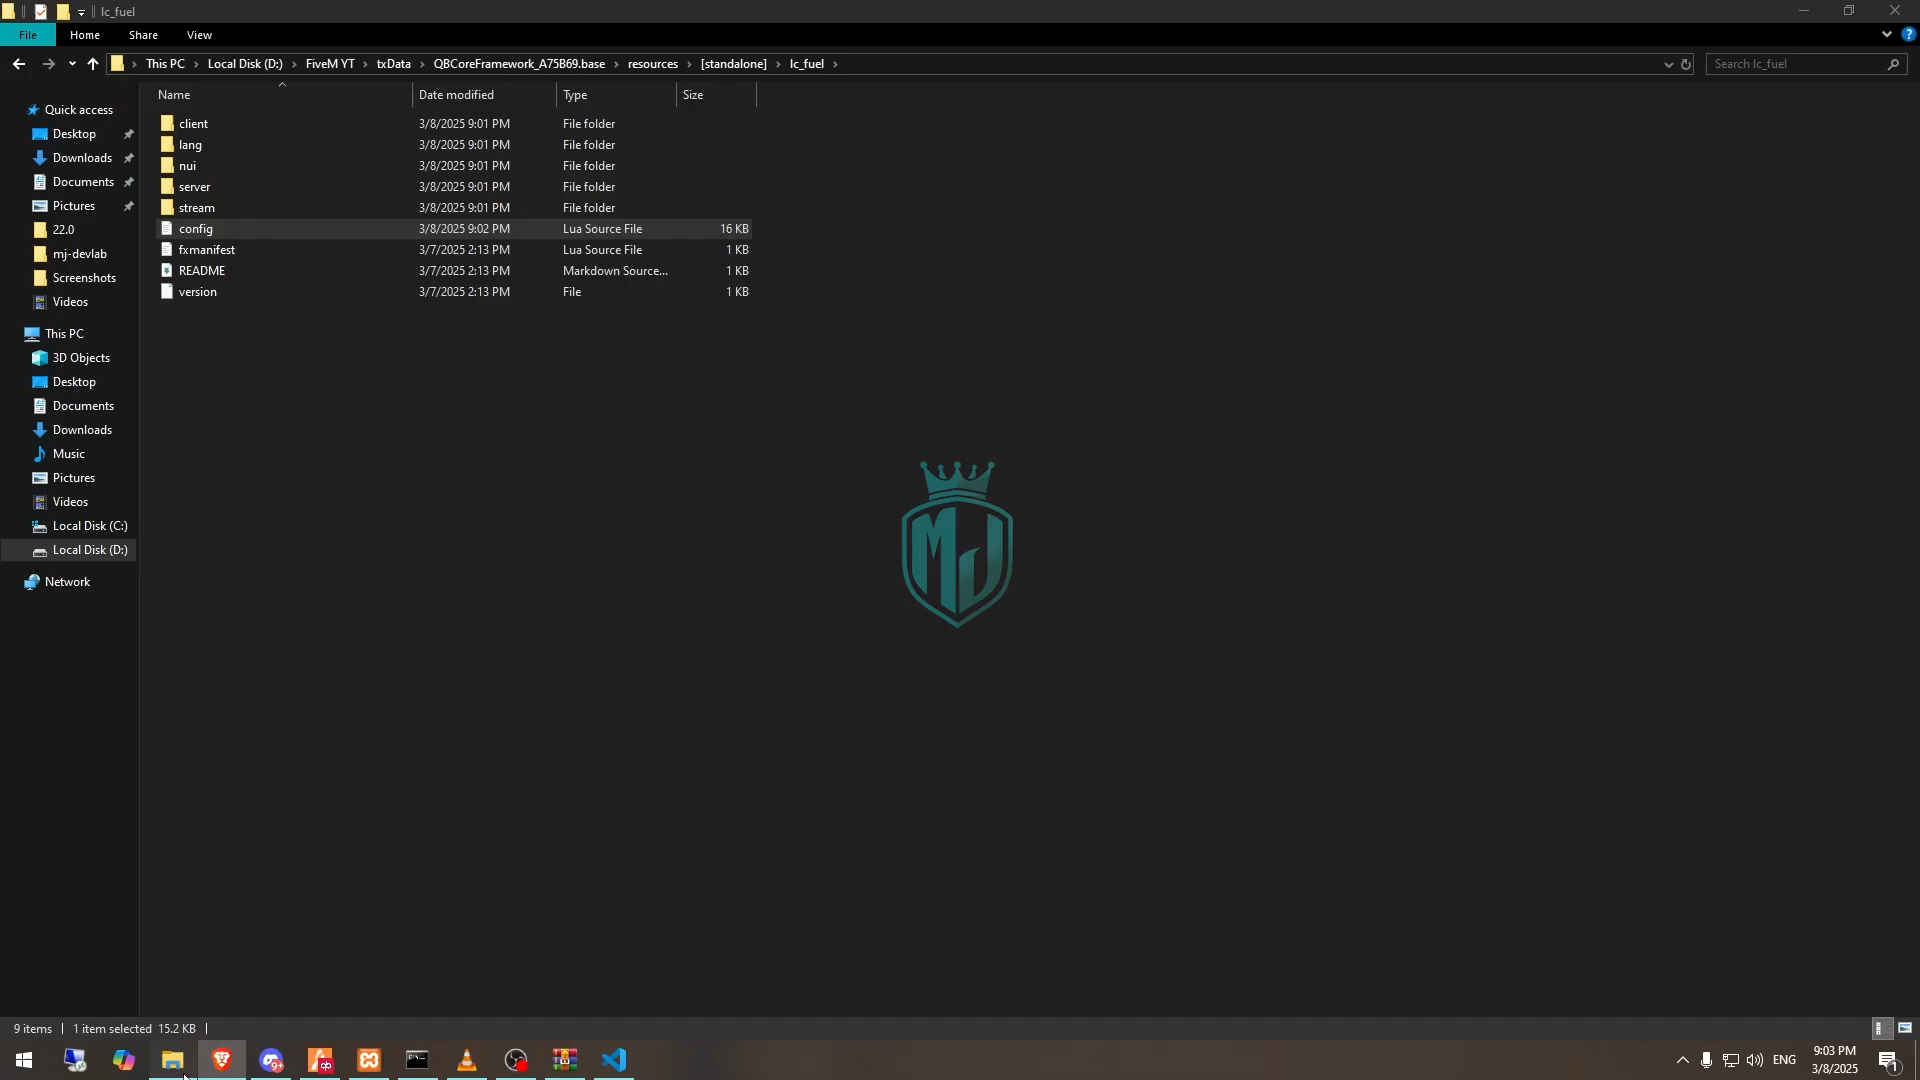 lc_fuel
File Home Share View
This PC Local Disk (D:) FiveM YT txData QBCoreFramework_A75B69.base resources [standalone] lc_fuel Search lc_fuel
Name Date modified Type Size
client 3/8/2025 9:01 PM File folder
lang 3/8/2025 9:01 PM File folder
nui 3/8/2025 9:01 PM File folder
server 3/8/2025 9:01 PM File folder
stream 3/8/2025 9:01 PM File folder
config 3/8/2025 9:02 PM Lua Source File 16 KB
fxmanifest 3/7/2025 2:13 PM Lua Source File 1 KB
README 3/7/2025 2:13 PM Markdown Source... 1 KB
version 3/7/2025 2:13 PM File 1 KB
Quick access
Desktop
Downloads
Documents
Pictures
22.0
mj-devlab
Screenshots
Videos
This PC
3D Objects
Desktop
Documents
Downloads
Music
Pictures
Videos
Local Disk (C:)
Local Disk (D:)
Network
MJ
9 items 1 item selected 15.2 KB
9+
ENG
9:03 PM
3/8/2025
1